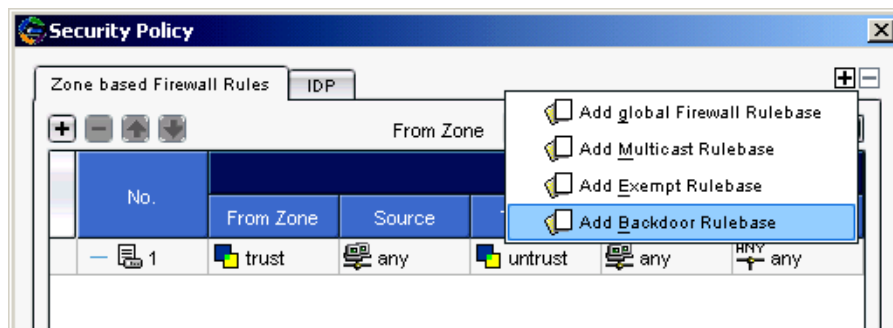 Security Policy
Zone based Firewall Rules IDP
From Zone
Add global Firewall Rulebase
Add Multicast Rulebase
Add Exempt Rulebase
Add Backdoor Rulebase
No.
From Zone Source
1 trust any untrust any ANY any